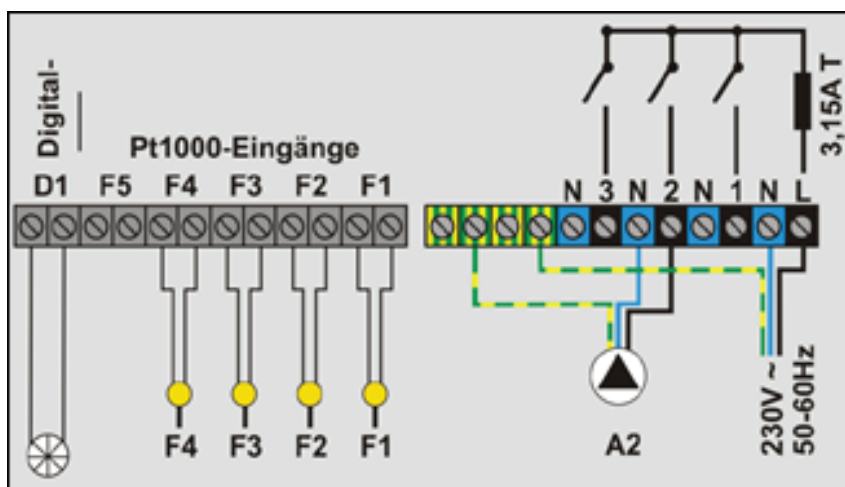 Digital-
Pt1000-Eingänge
D1 F5 F4 F3 F2 F1
3,15A T
N 3 N 2 N 1 N L
F4 F3 F2 F1
A2
230V ~
50-60Hz